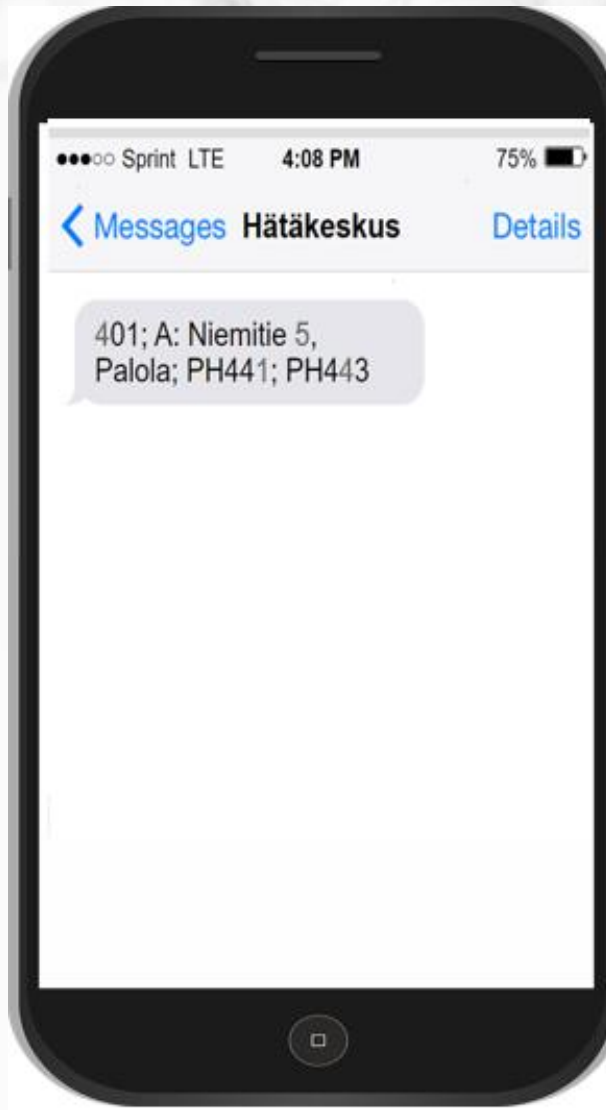 Sprint LTE 4:08 PM 75%
Messages Hätäkeskus Details
401; A: Niemitie 5,
Palola; PH441; PH443